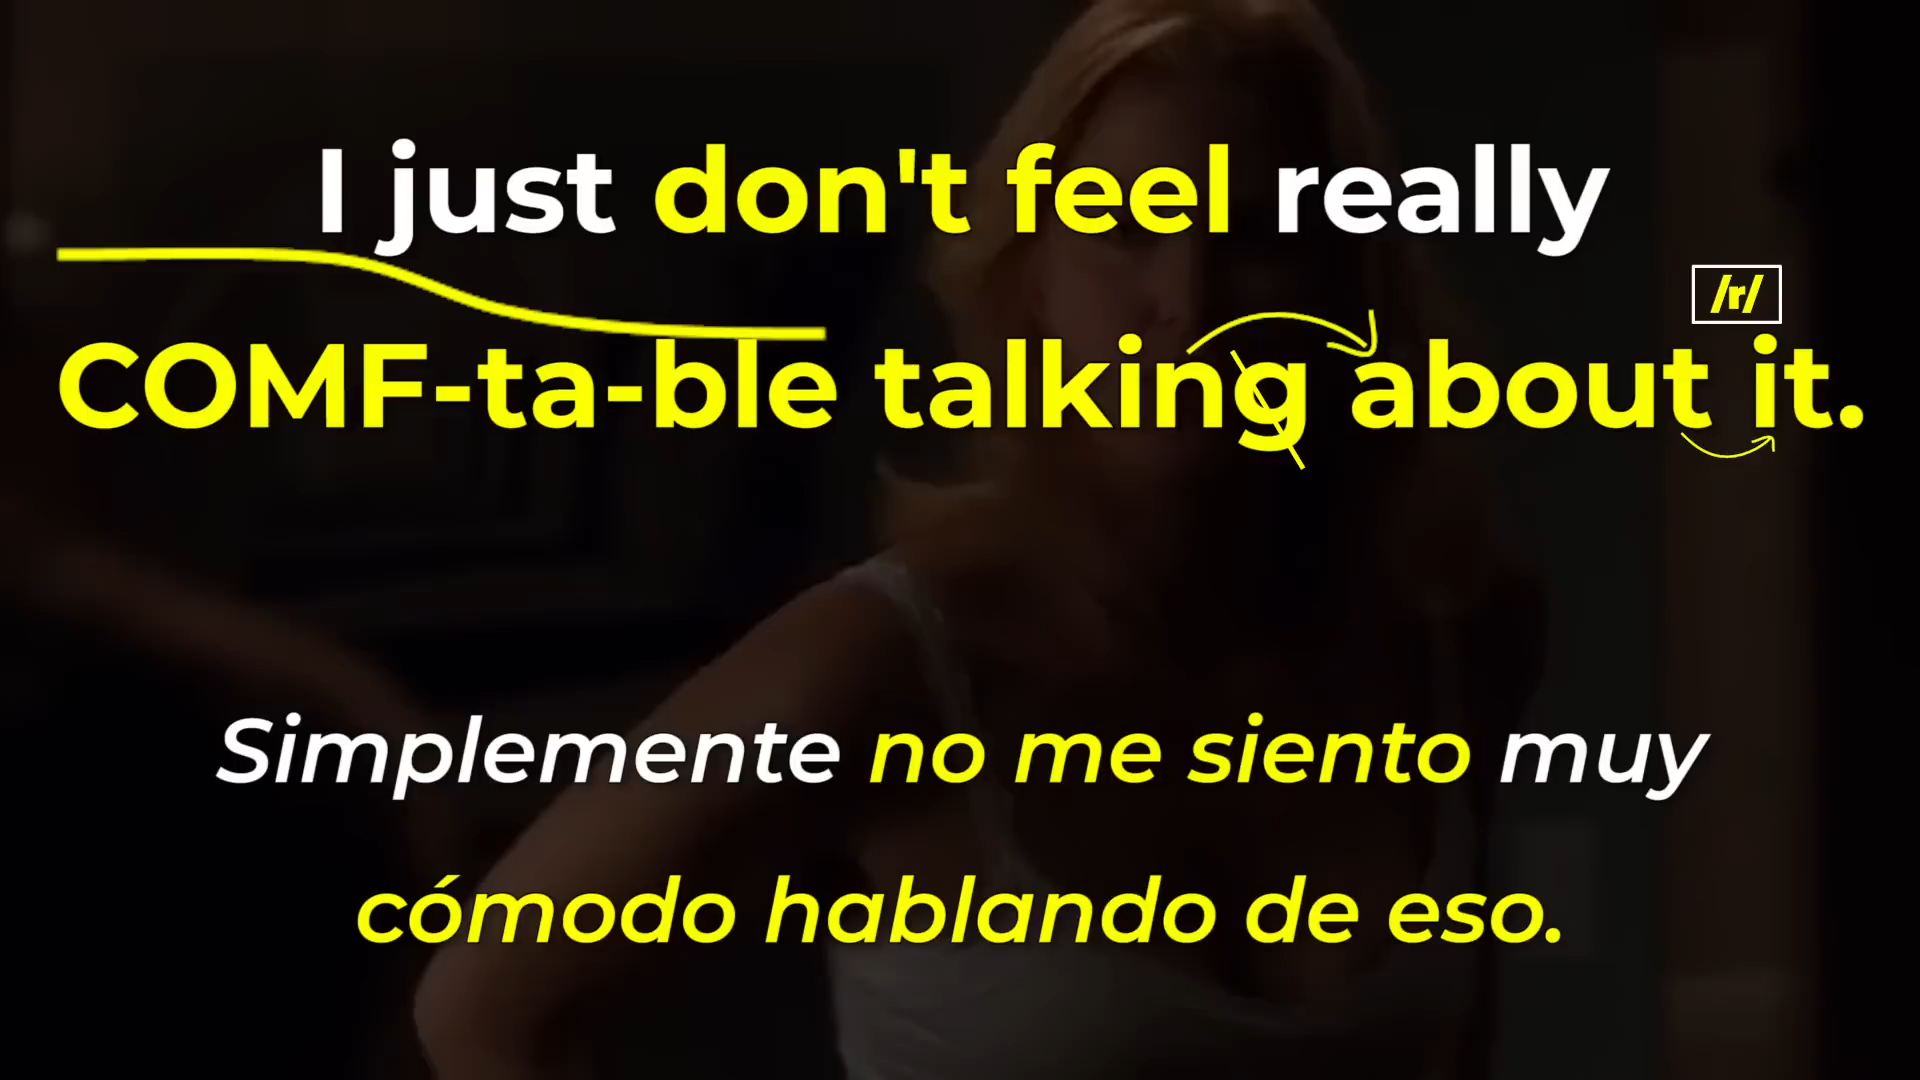 I just don't feel really
/r/
COMF-ta-ble talking about it.
Simplemente no me siento muy
cómodo hablando de eso.